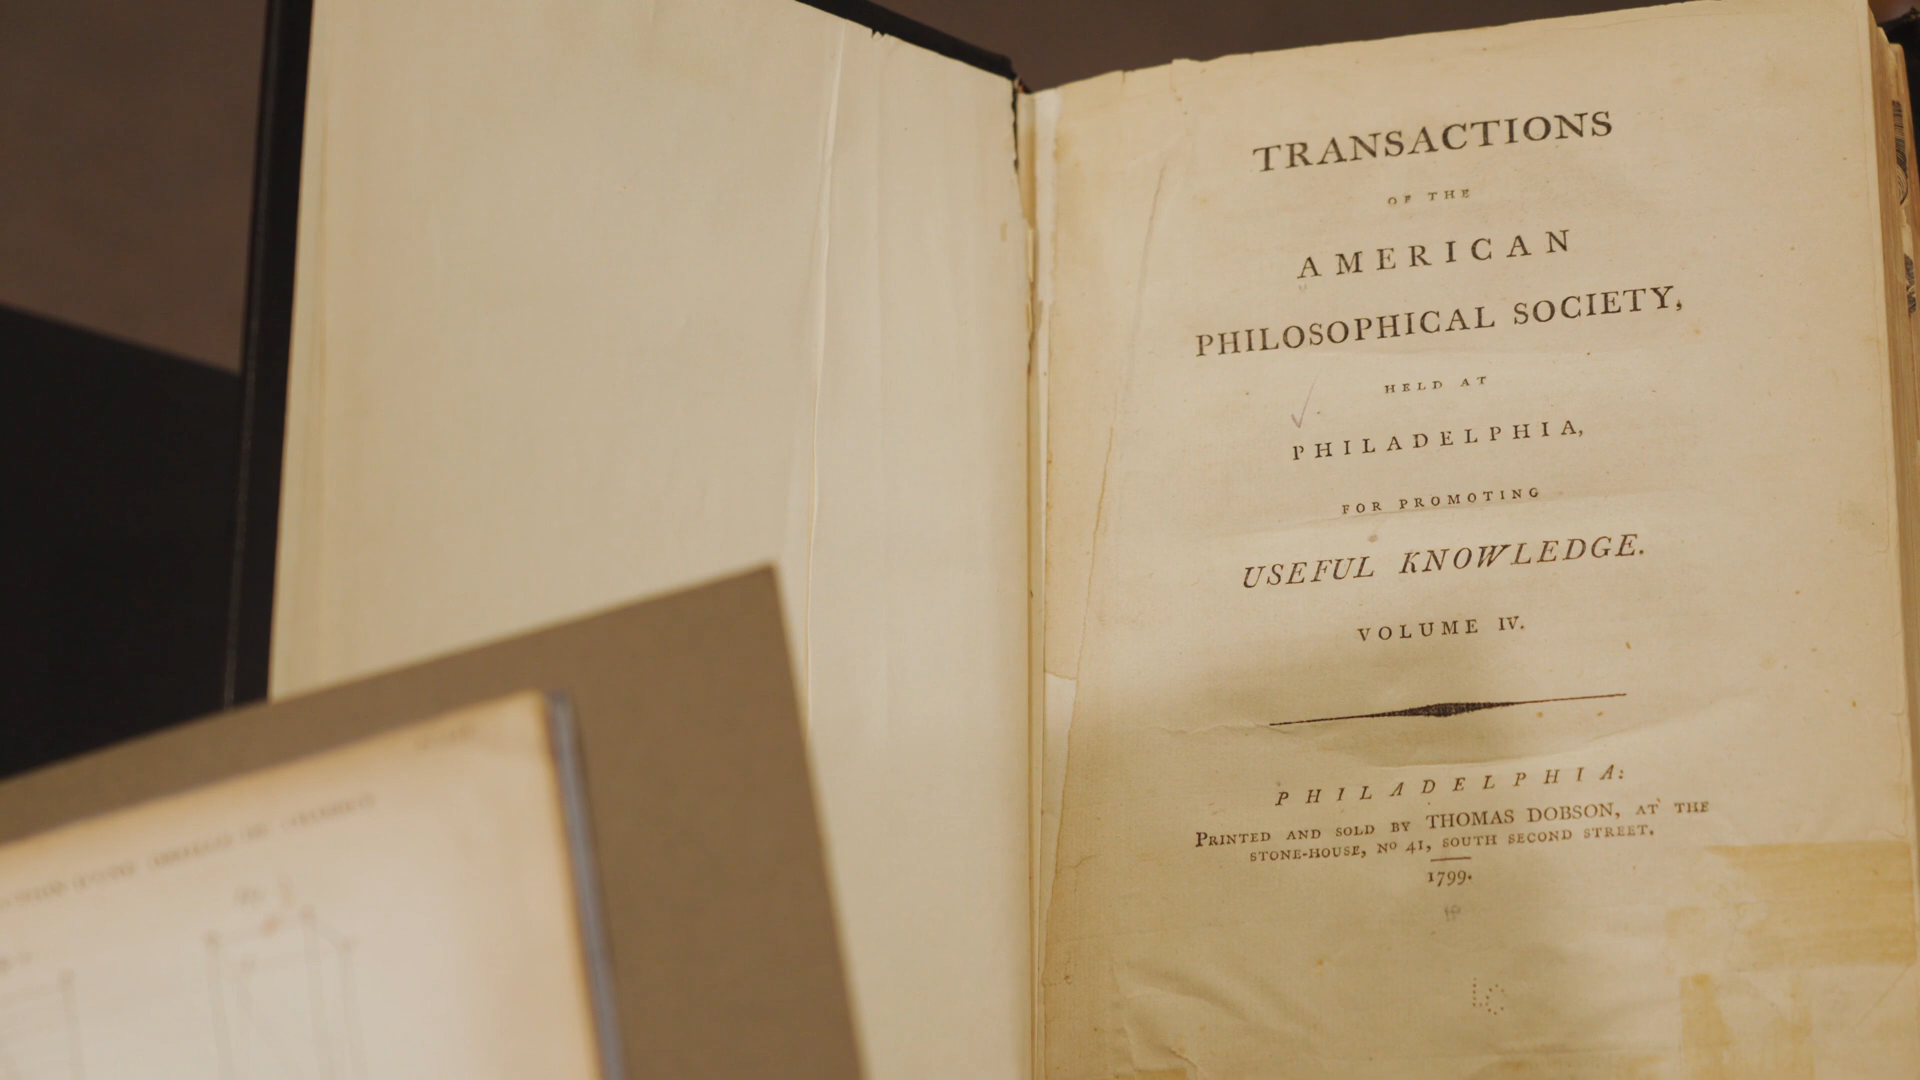 TRANSACTIONS
OF THE
AMERICAN
PHILOSOPHICAL SOCIETY,
HELD AT
PHILADELPHIA,
FOR PROMOTING
USEFUL KNOWLEDGE.
VOLUME IV.
PHILADELPHIA:
PRINTED AND SOLD BY THOMAS DOBSON, AT THE
STONE-HOUSE, No 41, SOUTH SECOND STREET.
1799.
LC